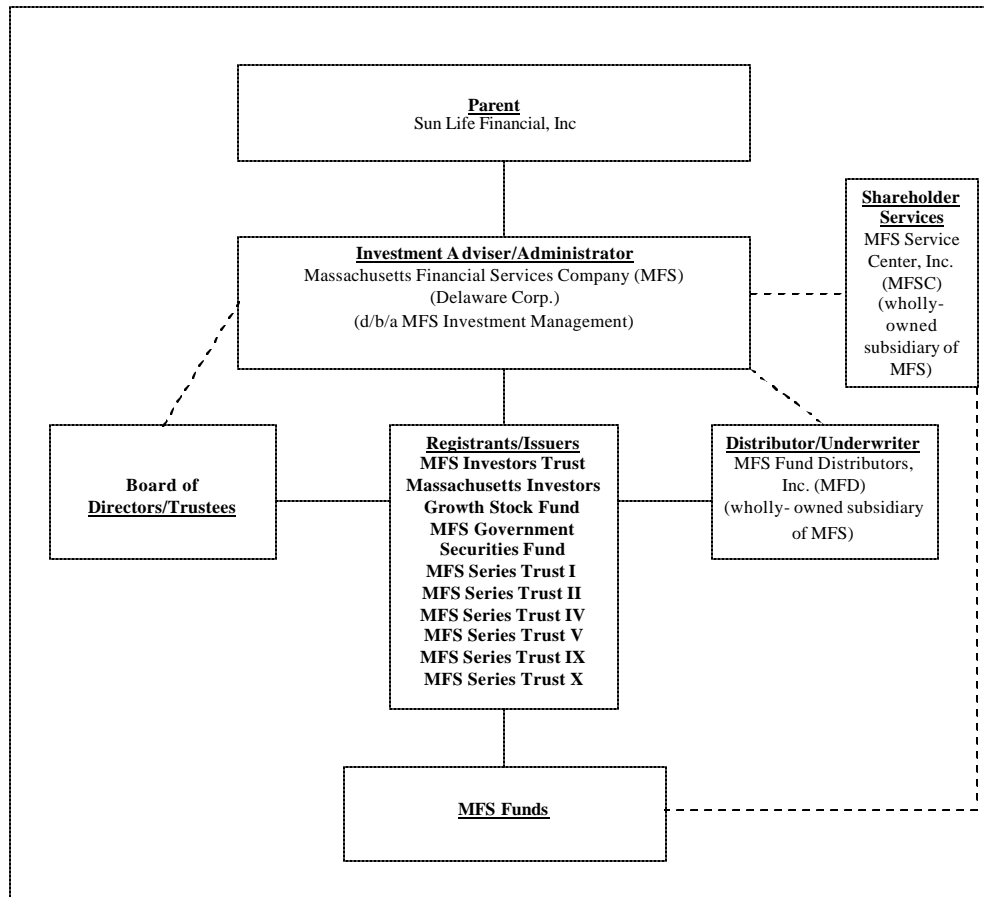 Parent
Sun Life Financial, Inc
Shareholder
Services
MFS Service
Center, Inc.
(MFSC)
(wholly-
owned
subsidiary of
MFS)
Investment Adviser/Administrator
Massachusetts Financial Services Company (MFS)
(Delaware Corp.)
(d/b/a MFS Investment Management)
Board of
Directors/Trustees
Registrants/Issuers
MFS Investors Trust
Massachusetts Investors
Growth Stock Fund
MFS Government
Securities Fund
MFS Series Trust I
MFS Series Trust II
MFS Series Trust IV
MFS Series Trust V
MFS Series Trust IX
MFS Series Trust X
Distributor/Underwriter
MFS Fund Distributors,
Inc. (MFD)
(wholly- owned subsidiary
of MFS)
MFS Funds